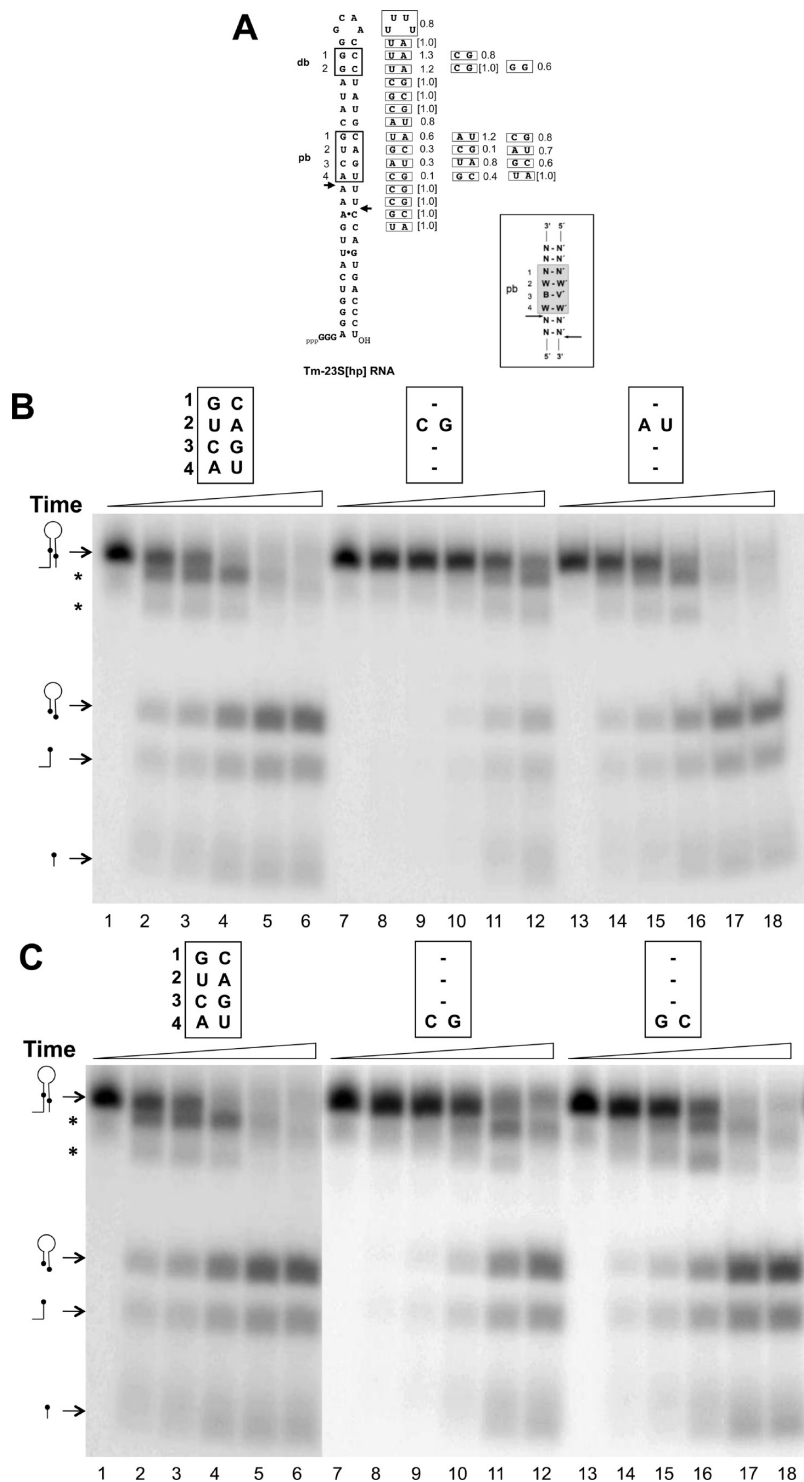 A
C A
G A
U U U
U U
0.8
G C U A [1.0]
db 1 G C U A 1.3 C G 0.8
2 G C U A 1.2 C G [1.0] G G 0.6
A U C G [1.0]
U A G C [1.0]
A U C G [1.0]
C G A U 0.8
1 G C U A 0.6 A U 1.2 C G 0.8
2 U A G C 0.3 C G 0.1 A U 0.7
pb 3 C G A U 0.3 U A 0.8 G C 0.6
4 A U C G 0.1 G C 0.4 U A [1.0]
A U C G [1.0]
A U C G [1.0]
A•C G C [1.0]
G C U A
U A
U•G
A U
C G
U A
G C
G C
G C
pppGGGA UOH
Tm-23S[hp] RNA
3' 5'
N - N'
N - N'
1 N - N'
2 W - W'
pb
3 B - V'
4 W - W'
N - N'
N - N'
5' 3'
B
1 G C - -
2 U A C G A U
3 C G - -
4 A U - -
Time
*
*
1 2 3 4 5 6 7 8 9 10 11 12 13 14 15 16 17 18
C
1 G C - -
2 U A - -
3 C G - -
4 A U C G G C
Time
*
*
1 2 3 4 5 6 7 8 9 10 11 12 13 14 15 16 17 18